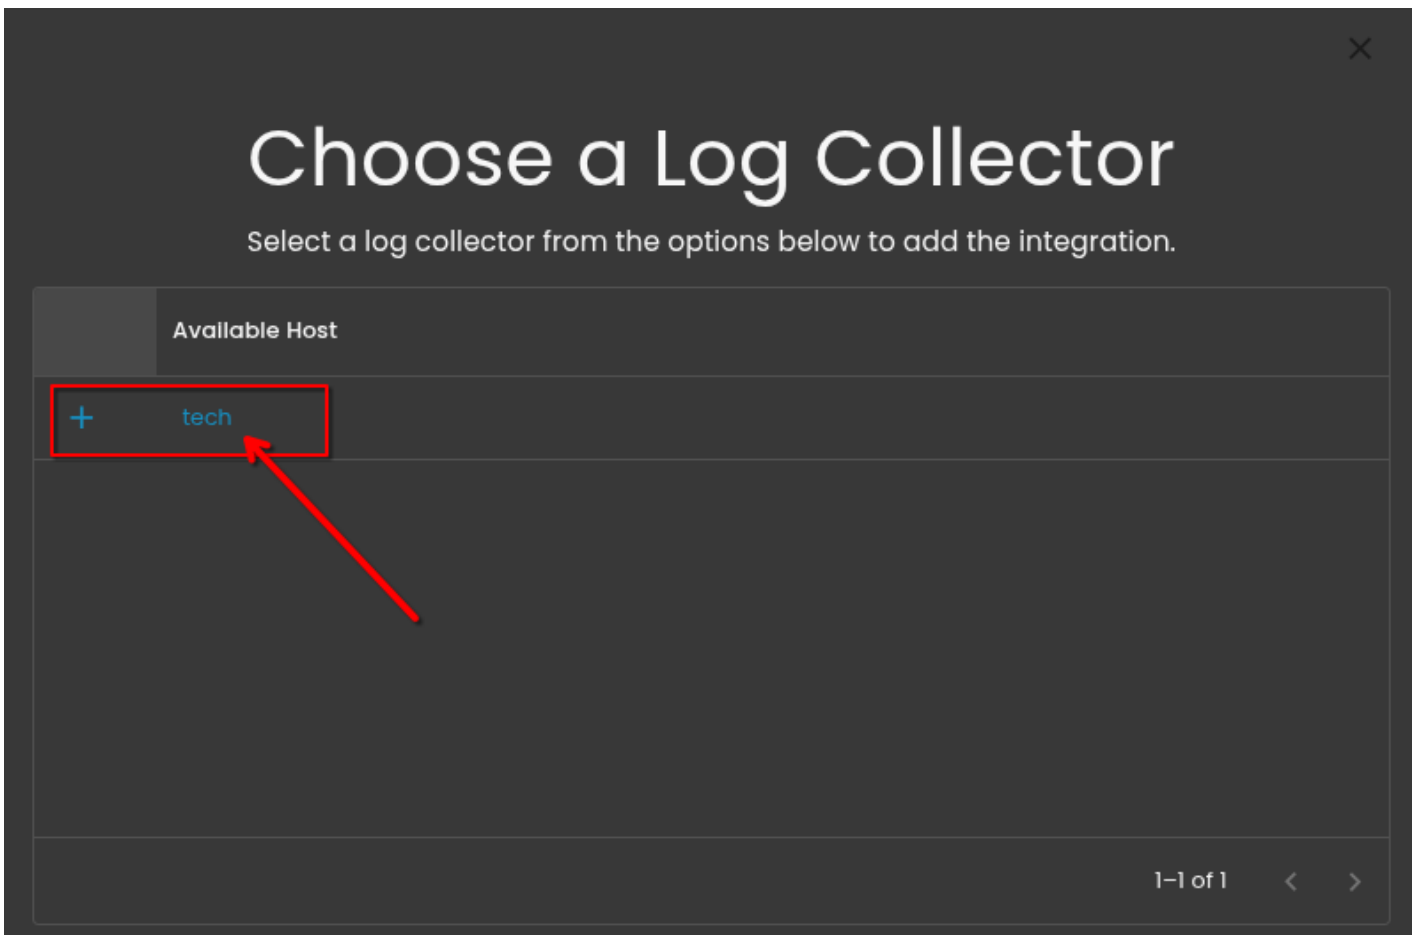 Choose a Log Collector
Select a log collector from the options below to add the integration.
Available Host
tech
1–1 of 1